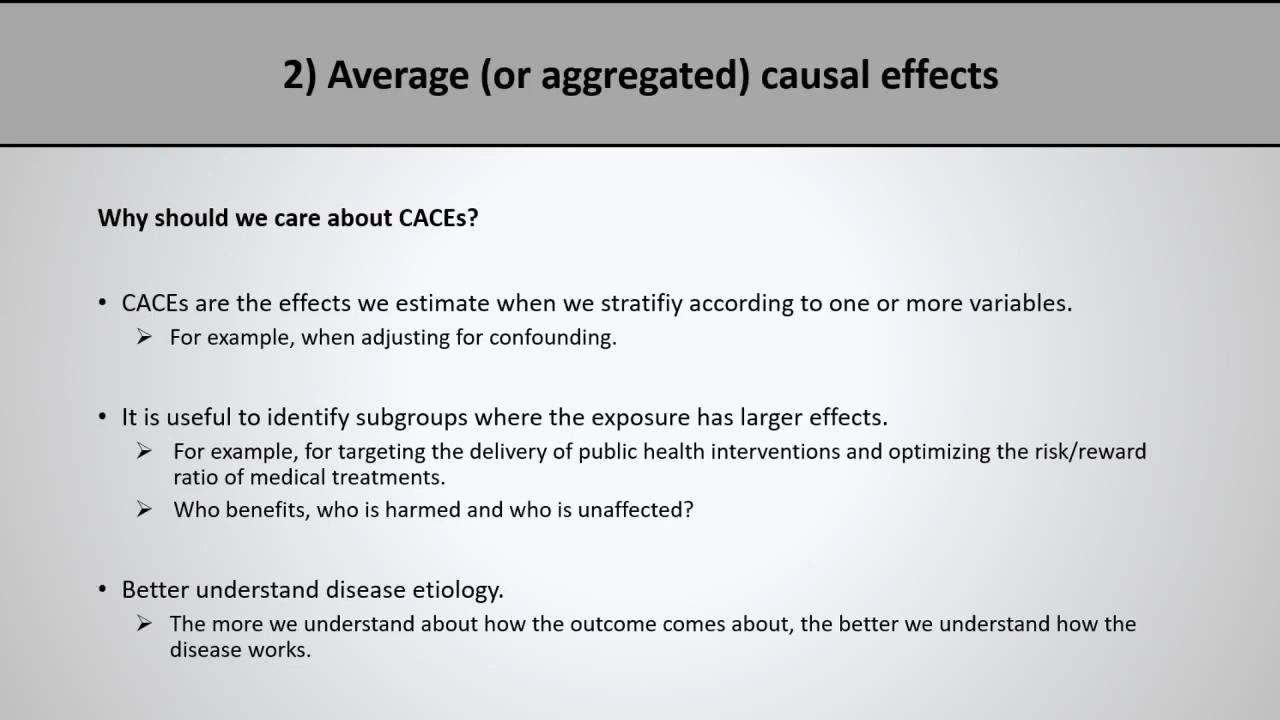 2) Average (or aggregated) causal effects
Why should we care about CACEs?
• CACEs are the effects we estimate when we stratifiy according to one or more variables.
➢ For example, when adjusting for confounding.
• It is useful to identify subgroups where the exposure has larger effects.
➢ For example, for targeting the delivery of public health interventions and optimizing the risk/reward
ratio of medical treatments.
➢ Who benefits, who is harmed and who is unaffected?
• Better understand disease etiology.
➢ The more we understand about how the outcome comes about, the better we understand how the
disease works.